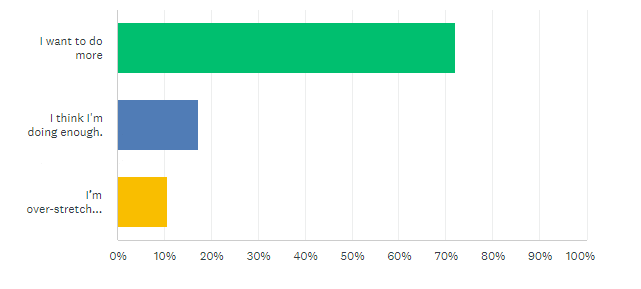 I want to do
more
I think I'm
doing enough.
I'm
over-stretch...
0% 10% 20% 30% 40% 50% 60% 70% 80% 90% 100%